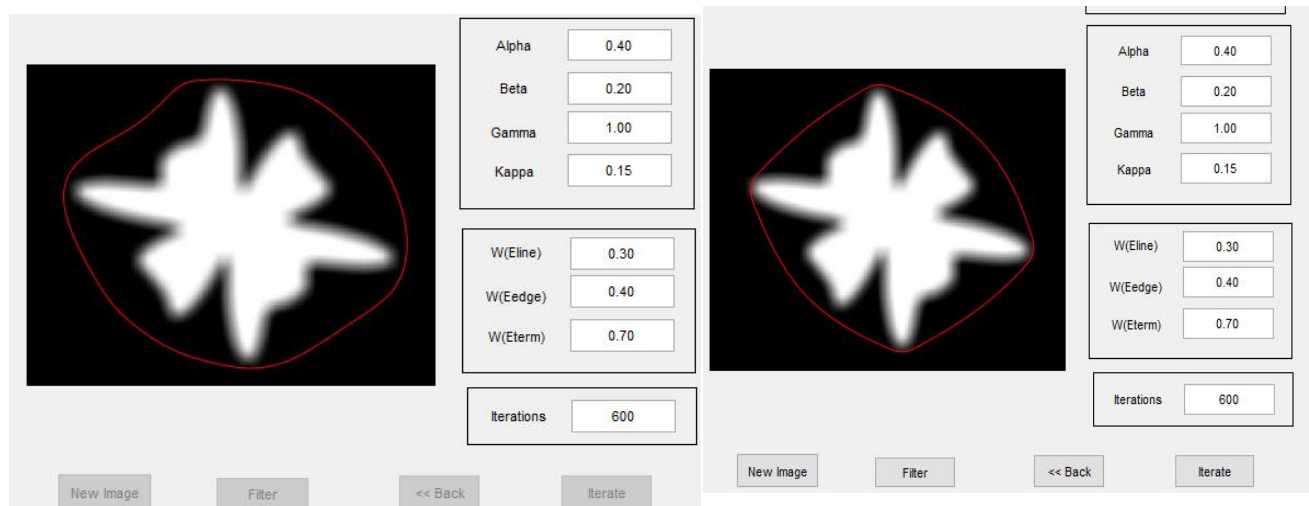 Alpha 0.40
Beta 0.20
Gamma 1.00
Kappa 0.15
W(Eline) 0.30
W(Eedge) 0.40
W(Eterm) 0.70
Iterations 600
New Image Filter << Back Iterate
Alpha 0.40
Beta 0.20
Gamma 1.00
Kappa 0.15
W(Eline) 0.30
W(Eedge) 0.40
W(Eterm) 0.70
Iterations 600
New Image Filter << Back Iterate